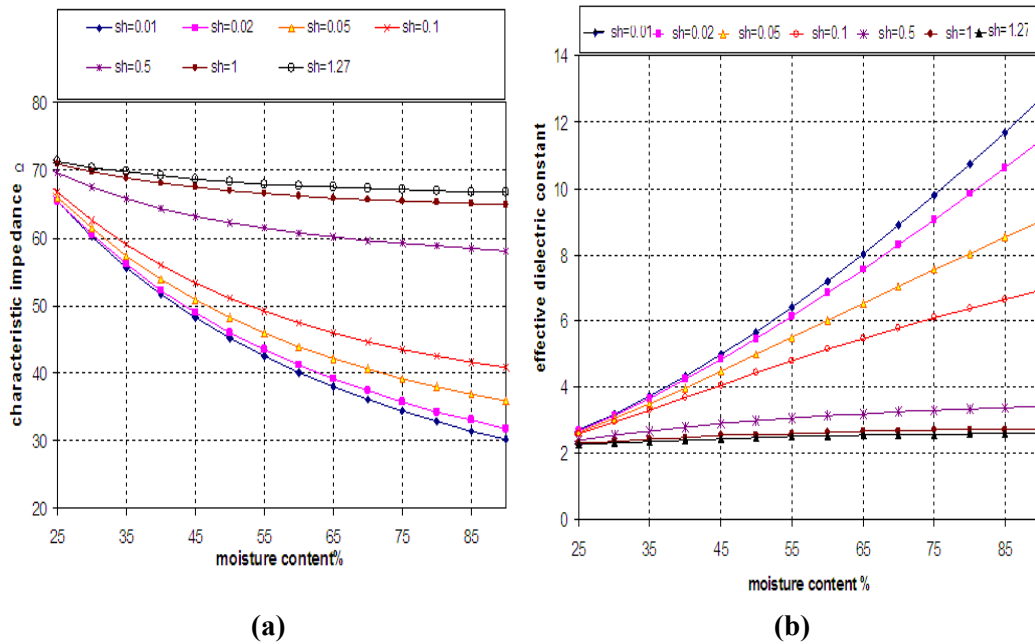 sh=0.01 sh=0.02 sh=0.05 sh=0.1
sh=0.5 sh=1 sh=1.27
80
70
60
50
40
30
20
characteristic impedance Ω
25 35 45 55 65 75 85
moisture content%
(a)
sh=0.01 sh=0.02 sh=0.05 sh=0.1 sh=0.5 sh=1 sh=1.27
14
12
10
8
6
4
2
0
effective dielectric constant
25 35 45 55 65 75 85
moisture content %
(b)